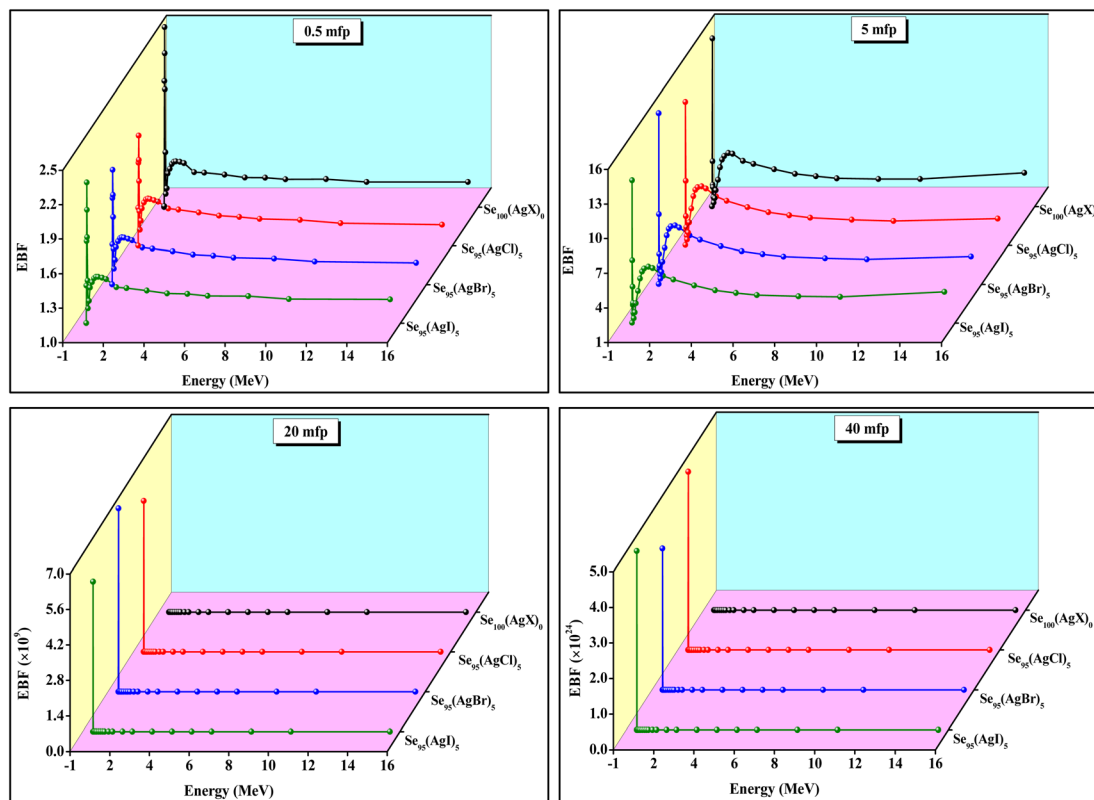 0.5 mfp
2.5
2.2
1.9
1.6
1.3
1.0
EBF
-1 2 4 6 8 10 12 14 16
Energy (MeV)
Se₁₀₀(AgX)₀
Se₉₅(AgCl)₅
Se₉₅(AgBr)₅
Se₉₅(AgI)₅
5 mfp
16
13
10
7
4
1
EBF
-1 2 4 6 8 10 12 14 16
Energy (MeV)
Se₁₀₀(AgX)
Se₉₅(AgCl)₅
Se₉₅(AgBr)₅
Se₉₅(AgI)₅
20 mfp
7.0
5.6
4.2
2.8
1.4
0.0
EBF (×10⁹)
-1 2 4 6 8 10 12 14 16
Energy (MeV)
Se₁₀₀(AgX)₀
Se₉₅(AgCl)₅
Se₉₅(AgBr)₅
Se₉₅(AgI)₅
40 mfp
5.0
4.0
3.0
2.0
1.0
0.0
EBF (×10²⁴)
-1 2 4 6 8 10 12 14 16
Energy (MeV)
Se₁₀₀(AgX)₀
Se₉₅(AgCl)₅
Se₉₅(AgBr)₅
Se₉₅(AgI)₅